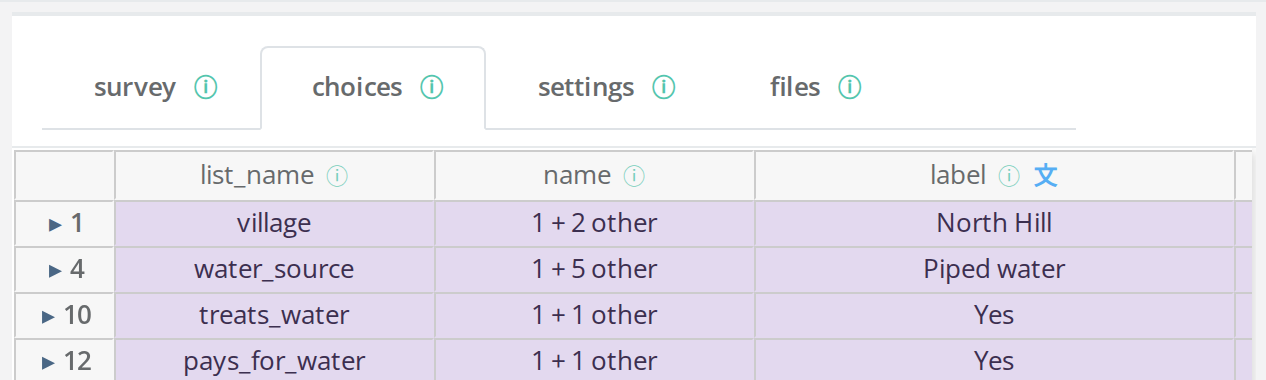 survey ⓘ choices ⓘ settings ⓘ files ⓘ
list_name ⓘ name ⓘ label ⓘ 文
▶ 1 village 1 + 2 other North Hill
▶ 4 water_source 1 + 5 other Piped water
▶ 10 treats_water 1 + 1 other Yes
▶ 12 pays_for_water 1 + 1 other Yes